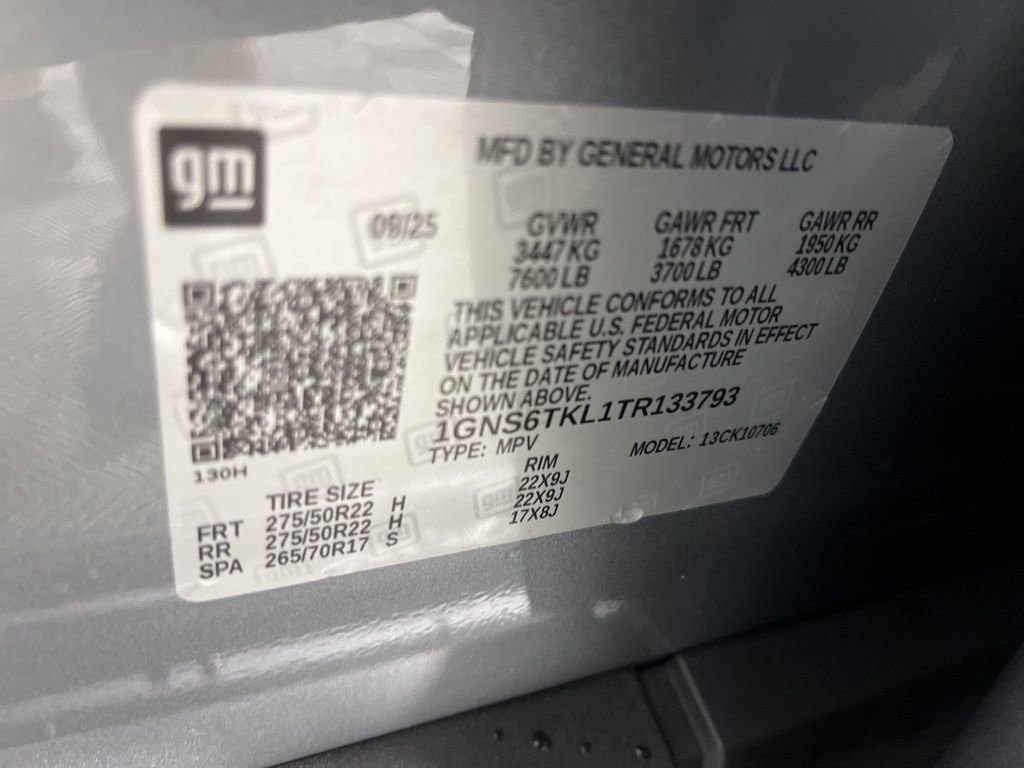 gm
MFD BY GENERAL MOTORS LLC
08/25 GVWR GAWR FRT GAWR RR
3447 KG 1678 KG 1950 KG
7600 LB 3700 LB 4300 LB
THIS VEHICLE CONFORMS TO ALL
APPLICABLE U.S. FEDERAL MOTOR
VEHICLE SAFETY STANDARDS IN EFFECT
ON THE DATE OF MANUFACTURE
SHOWN ABOVE.
1GNS6TKL1TR133793
TYPE: MPV MODEL: 13CK10706
130H
TIRE SIZE RIM
FRT 275/50R22 H 22X9J
RR 275/50R22 H 22X9J
SPA 265/70R17 S 17X8J